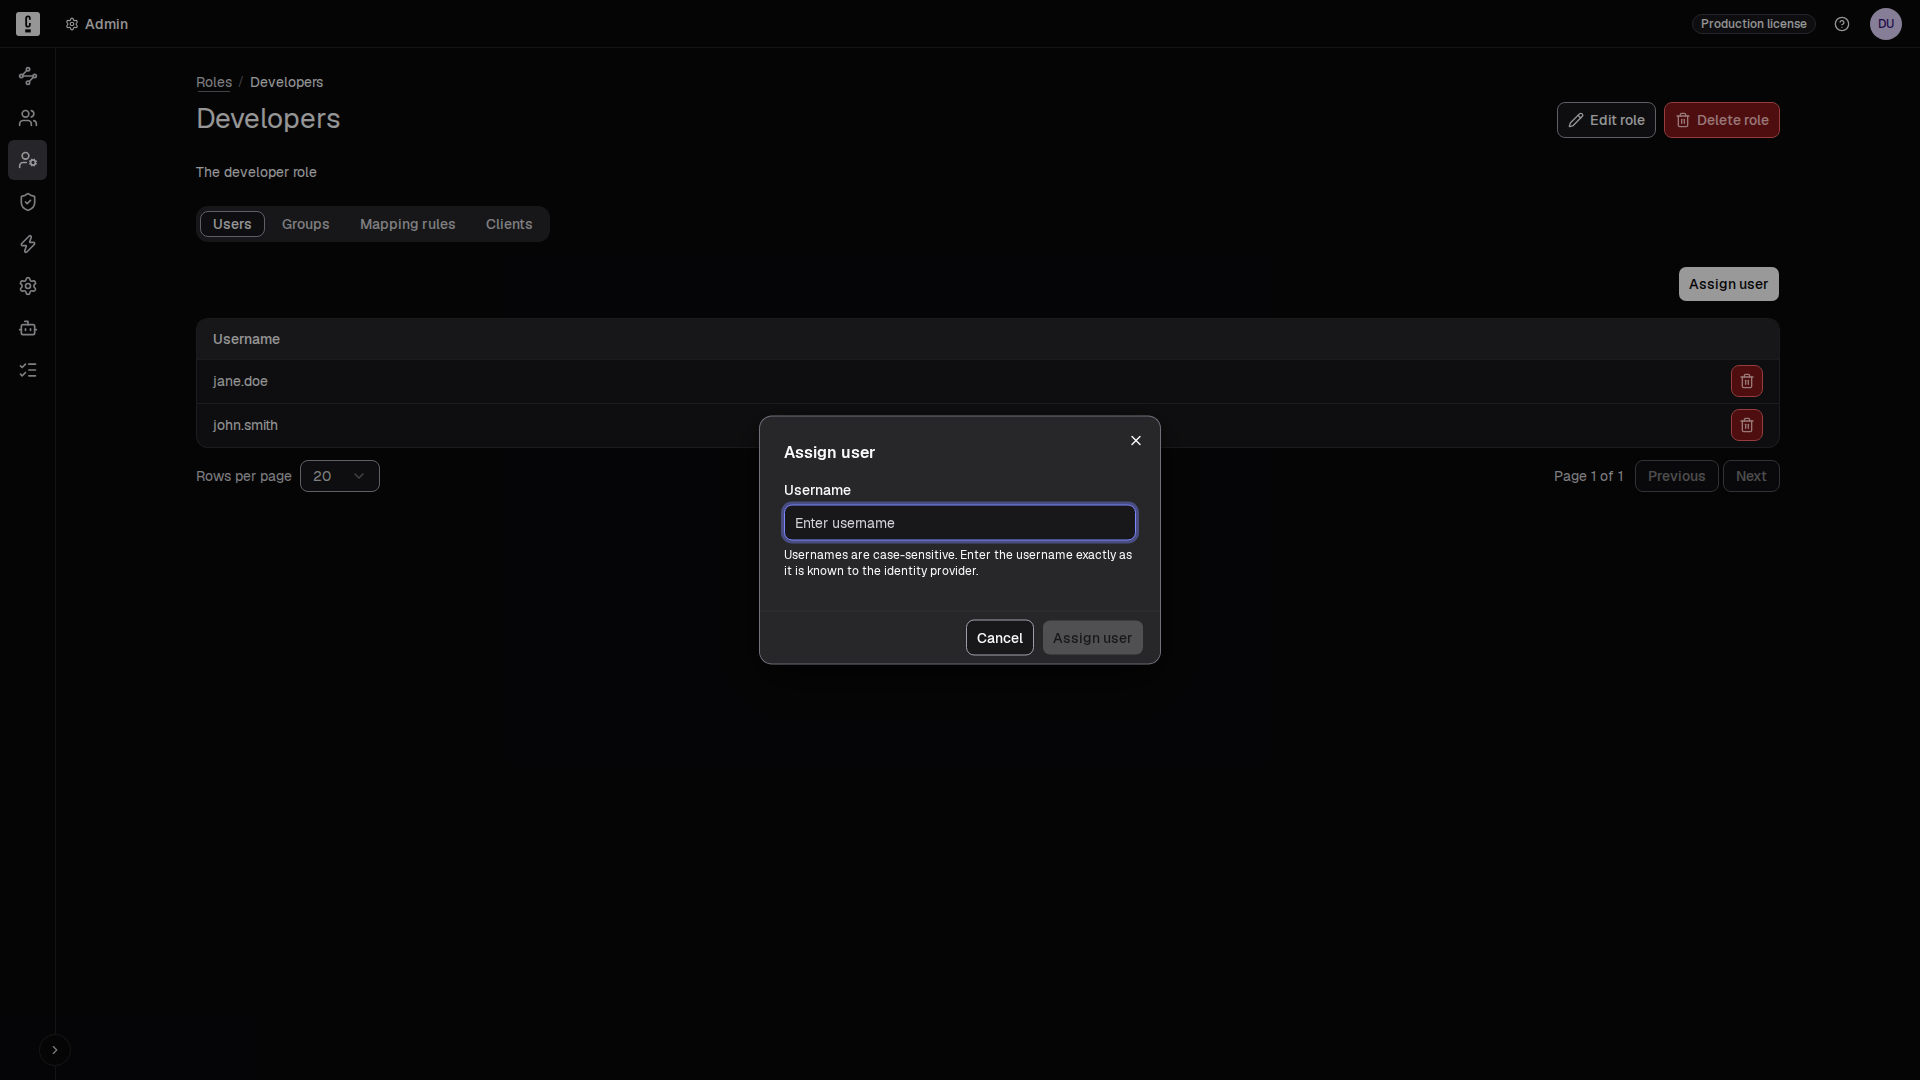 Admin
Production license
DU
Roles / Developers
Developers
Edit role
Delete role
The developer role
Users
Groups
Mapping rules
Clients
Assign user
Username
jane.doe
john.smith
Rows per page
20
Page 1 of 1
Previous
Next
Assign user
Username
Enter username
Usernames are case-sensitive. Enter the username exactly as
it is known to the identity provider.
Cancel
Assign user